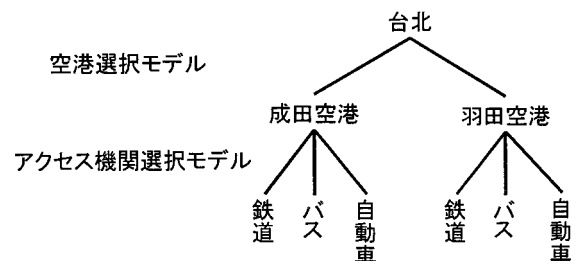 台北
空港選択モデル
成田空港 羽田空港
アクセス機関選択モデル
鉄道 バス 自動車 鉄道 バス 自動車